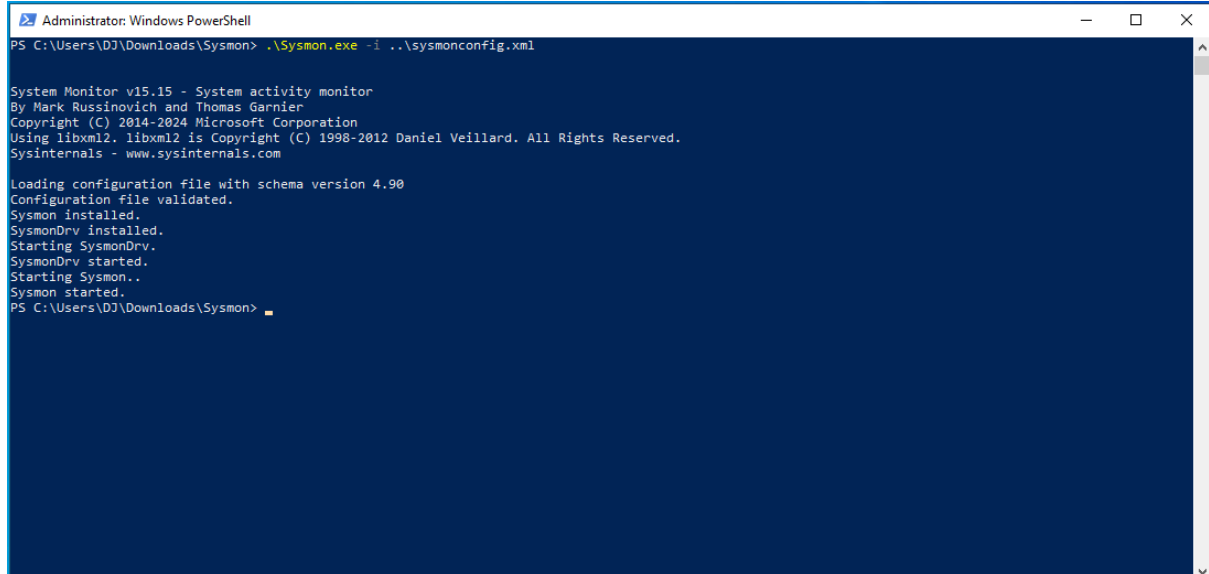 Administrator: Windows PowerShell
PS C:\Users\DJ\Downloads\Sysmon> .\Sysmon.exe -i ..\sysmonconfig.xml
System Monitor v15.15 - System activity monitor
By Mark Russinovich and Thomas Garnier
Copyright (C) 2014-2024 Microsoft Corporation
Using libxml2. libxml2 is Copyright (C) 1998-2012 Daniel Veillard. All Rights Reserved.
Sysinternals - www.sysinternals.com
Loading configuration file with schema version 4.90
Configuration file validated.
Sysmon installed.
SysmonDrv installed.
Starting SysmonDrv.
SysmonDrv started.
Starting Sysmon..
Sysmon started.
PS C:\Users\DJ\Downloads\Sysmon>